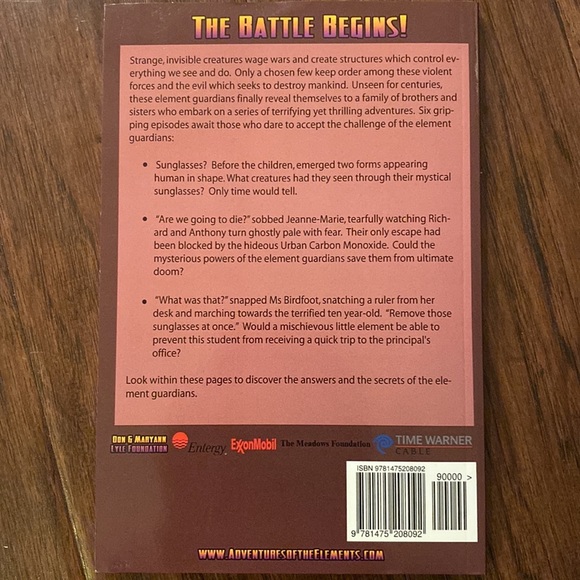 THE BATTLE BEGINS!
Strange, invisible creatures wage wars and create structures which control ev-
erything we see and do. Only a chosen few keep order among these violent
forces and the evil which seeks to destroy mankind. Unseen for centuries,
these element guardians finally reveal themselves to a family of brothers and
sisters who embark on a series of terrifying yet thrilling adventures. Six grip-
ping episodes await those who dare to accept the challenge of the element
guardians:
• Sunglasses? Before the children, emerged two forms appearing
human in shape. What creatures had they seen through their mystical
sunglasses? Only time would tell.
• "Are we going to die?" sobbed Jeanne-Marie, tearfully watching Rich-
ard and Anthony turn ghostly pale with fear. Their only escape had
been blocked by the hideous Urban Carbon Monoxide. Could the
mysterious powers of the element guardians save them from ultimate
doom?
• "What was that?" snapped Ms Birdfoot, snatching a ruler from her
desk and marching towards the terrified ten year-old. "Remove those
sunglasses at once." Would a mischievous little element be able to
prevent this student from receiving a quick trip to the principal's
office?
Look within these pages to discover the answers and the secrets of the ele-
ment guardians.
DON & MARYANN
LYLE FOUNDATION
Entergy
ExxonMobil
The Meadows Foundation
TIME WARNER
CABLE
ISBN 9781475208092
90000 >
9 781475 208092
WWW.ADVENTURESOFTHEELEMENTS.COM